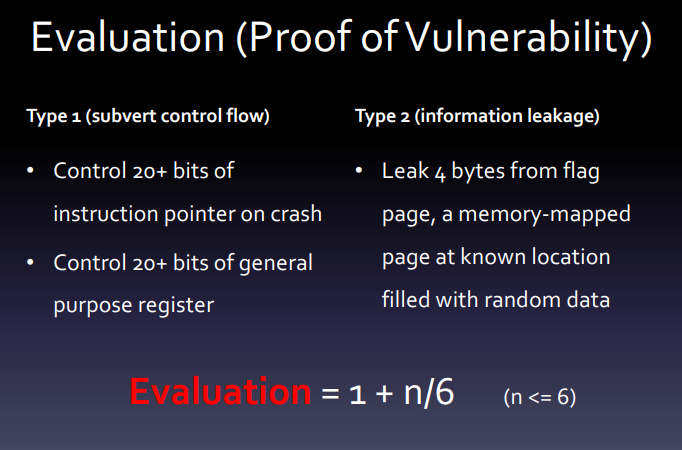 Evaluation (Proof of Vulnerability)
Type 1 (subvert control flow)
• Control 20+ bits of
instruction pointer on crash
• Control 20+ bits of general
purpose register
Type 2 (information leakage)
• Leak 4 bytes from flag
page, a memory-mapped
page at known location
filled with random data
Evaluation = 1 + n/6 (n <= 6)